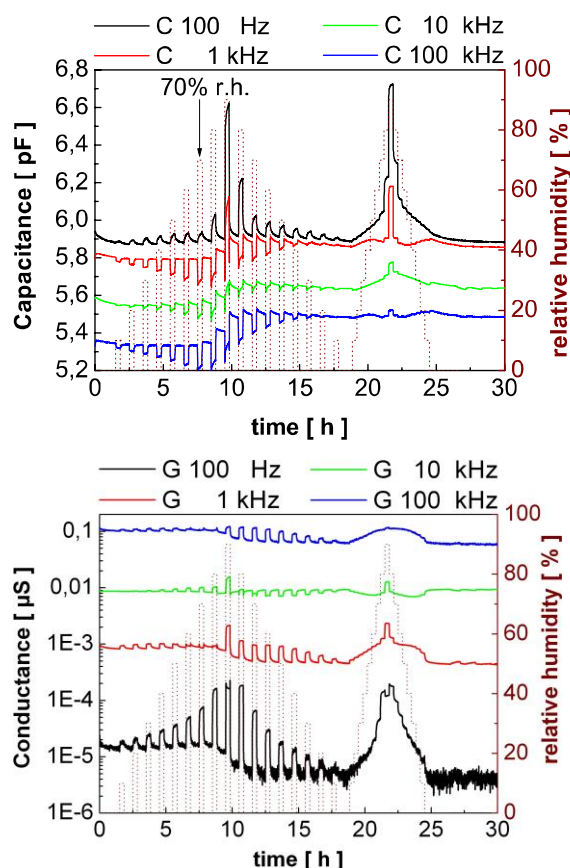 C 100 Hz C 10 kHz
C 1 kHz C 100 kHz
6,8 100
70% r.h.
6,6
80
6,4
60
6,2
6,0
40
5,8
5,6
20
5,4
5,2 0
0 5 10 15 20 25 30
Capacitance [ pF ]
relative humidity [ % ]
time [ h ]
G 100 Hz G 10 kHz
G 1 kHz G 100 kHz
100
0,1
80
0,01
60
1E-3
40
1E-4
20
1E-5
1E-6 0
0 5 10 15 20 25 30
Conductance [ µS ]
relative humidity [ % ]
time [ h ]